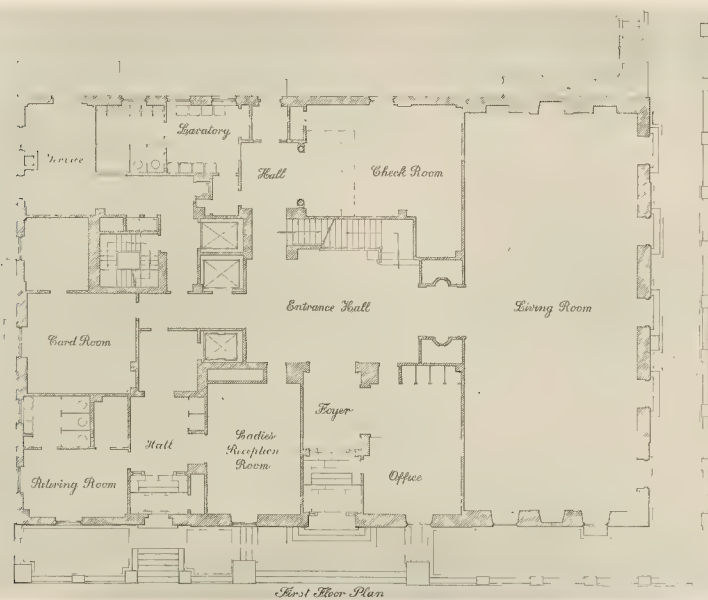 Lavatory
Drive
Hall
Check Room
Entrance Hall
Living Room
Card Room
Foyer
Hall
Ladies
Reception
Room
Office
Retiring Room
First Floor Plan